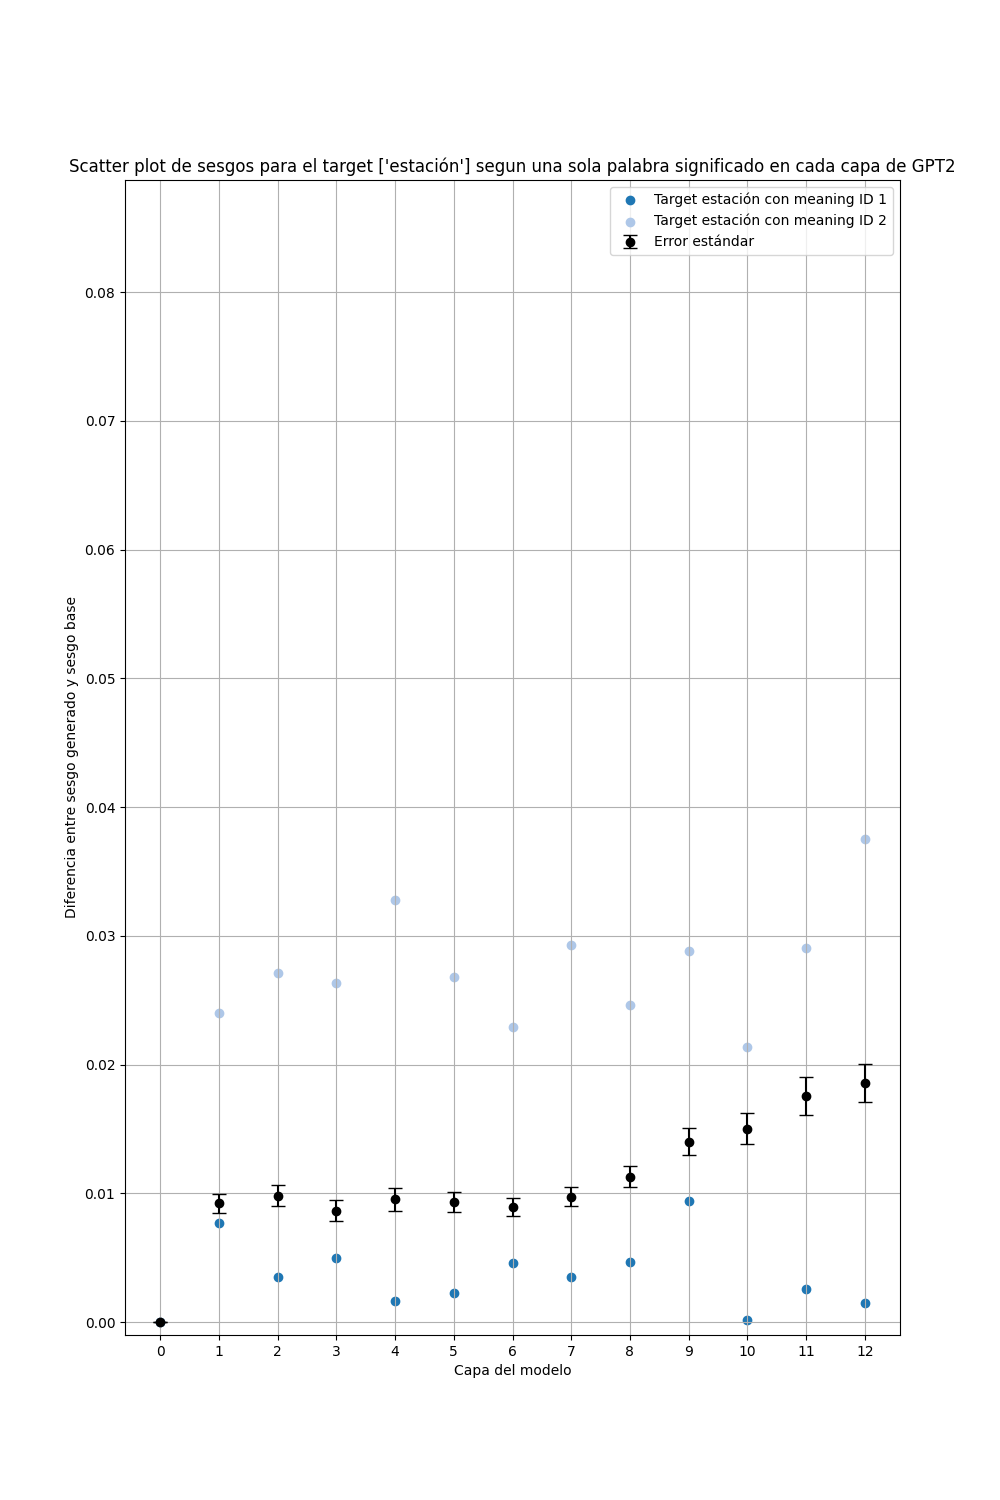 Scatter plot de sesgos para el target ['estación'] segun una sola palabra significado en cada capa de GPT2
Target estación con meaning ID 1
Target estación con meaning ID 2
Error estándar
0.08
0.07
0.06
0.05
0.04
0.03
0.02
0.01
0.00
Diferencia entre sesgo generado y sesgo base
0 1 2 3 4 5 6 7 8 9 10 11 12
Capa del modelo